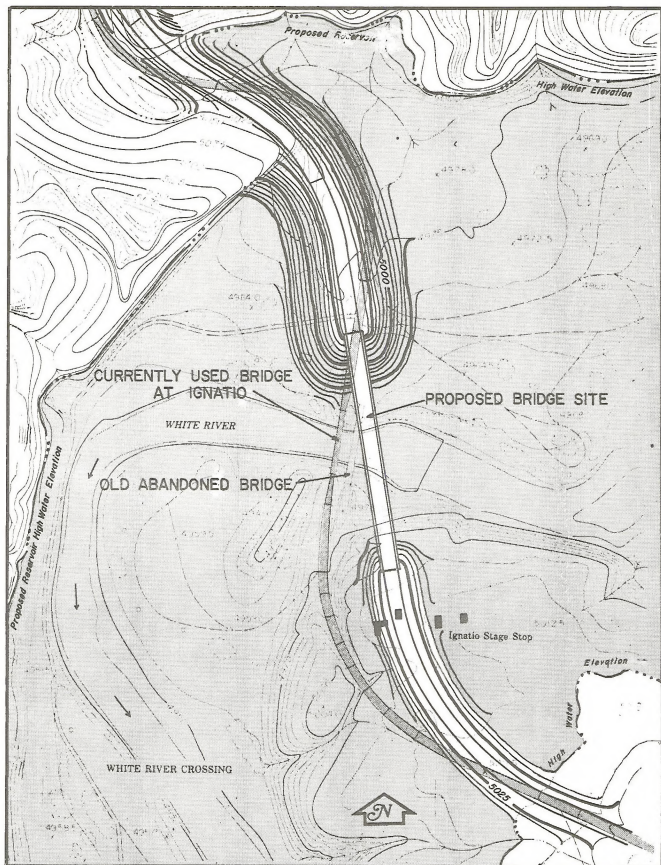 Proposed Reservoir
High Water Elevation
5000
CURRENTLY USED BRIDGE
AT IGNATIO
PROPOSED BRIDGE SITE
WHITE RIVER
OLD ABANDONED BRIDGE
Proposed Reservoir High Water Elevation
Ignatio Stage Stop
Elevation
High Water
WHITE RIVER CROSSING
5025
N